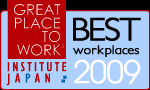 GREAT
PLACE
TO
WORK®
INSTITUTE
JAPAN
BEST
workplaces
2009